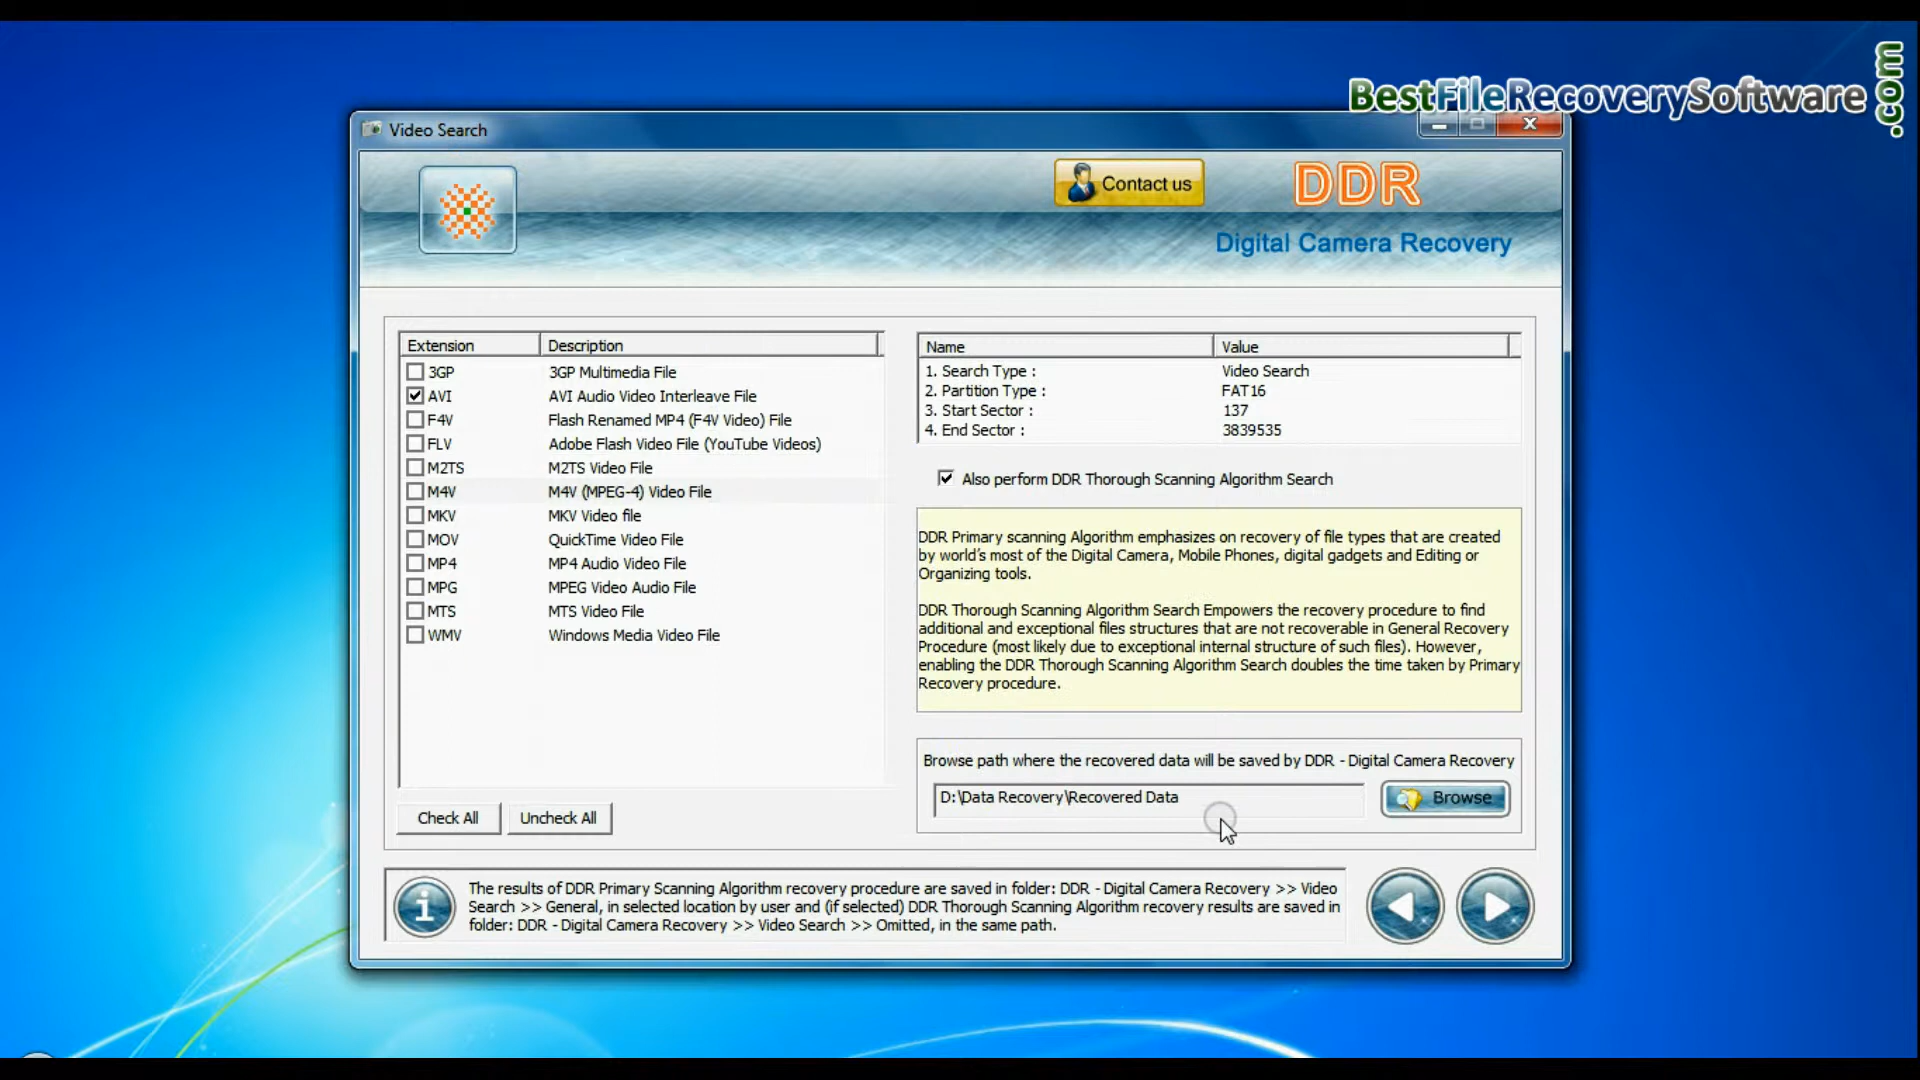 BestFileRecoverySoftware.com
Video Search
Contact us
DDR
Digital Camera Recovery
Extension Description
3GP 3GP Multimedia File
AVI AVI Audio Video Interleave File
F4V Flash Renamed MP4 (F4V Video) File
FLV Adobe Flash Video File (YouTube Videos)
M2TS M2TS Video File
M4V M4V (MPEG-4) Video File
MKV MKV Video file
MOV QuickTime Video File
MP4 MP4 Audio Video File
MPG MPEG Video Audio File
MTS MTS Video File
WMV Windows Media Video File
Check All Uncheck All
Name Value
1. Search Type : Video Search
2. Partition Type : FAT16
3. Start Sector : 137
4. End Sector : 3839535
Also perform DDR Thorough Scanning Algorithm Search
DDR Primary scanning Algorithm emphasizes on recovery of file types that are created
by world's most of the Digital Camera, Mobile Phones, digital gadgets and Editing or
Organizing tools.
DDR Thorough Scanning Algorithm Search Empowers the recovery procedure to find
additional and exceptional files structures that are not recoverable in General Recovery
Procedure (most likely due to exceptional internal structure of such files). However,
enabling the DDR Thorough Scanning Algorithm Search doubles the time taken by Primary
Recovery procedure.
Browse path where the recovered data will be saved by DDR - Digital Camera Recovery
D:\Data Recovery\Recovered Data
Browse
The results of DDR Primary Scanning Algorithm recovery procedure are saved in folder: DDR - Digital Camera Recovery >> Video
Search >> General, in selected location by user and (if selected) DDR Thorough Scanning Algorithm recovery results are saved in
folder: DDR - Digital Camera Recovery >> Video Search >> Omitted, in the same path.